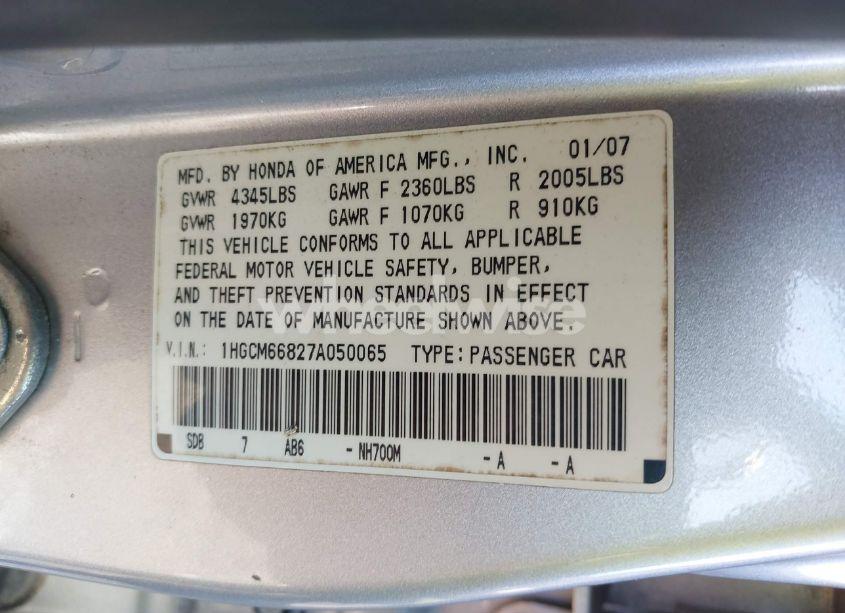 MFD. BY HONDA OF AMERICA MFG., INC. 01/07
GVWR 4345LBS GAWR F 2360LBS R 2005LBS
GVWR 1970KG GAWR F 1070KG R 910KG
THIS VEHICLE CONFORMS TO ALL APPLICABLE
FEDERAL MOTOR VEHICLE SAFETY, BUMPER,
AND THEFT PREVENTION STANDARDS IN EFFECT
ON THE DATE OF MANUFACTURE SHOWN ABOVE.
wheelwise
V.I.N.: 1HGCM66827A050065 TYPE: PASSENGER CAR
SDB 7 AB6 - NH700M - A - A